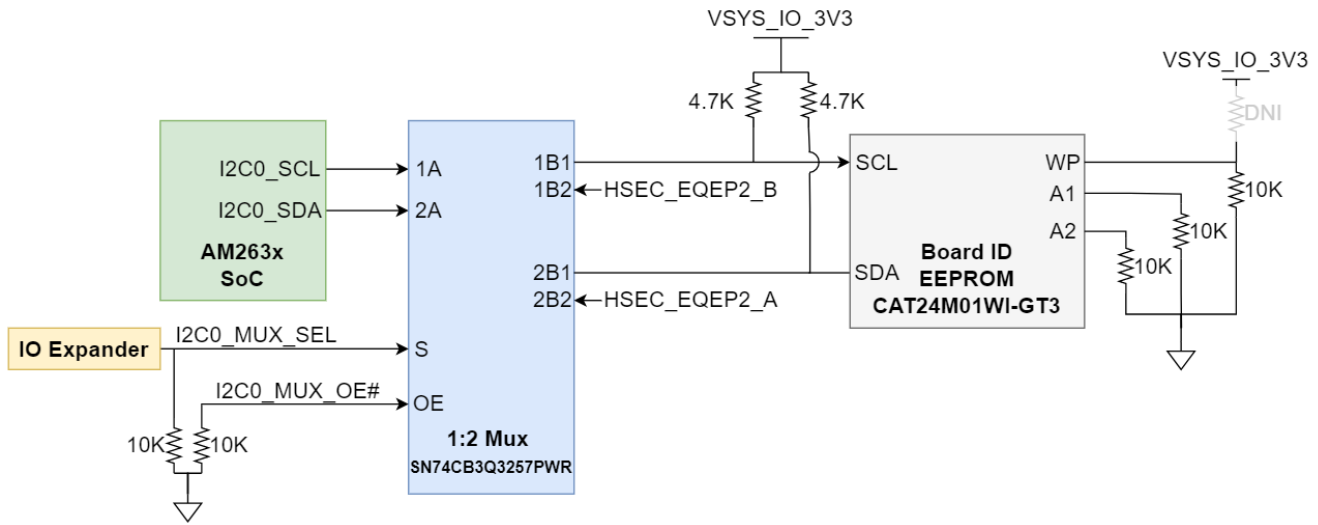 VSYS_IO_3V3
VSYS_IO_3V3
4.7K
4.7K
DNI
I2C0_SCL
1A
1B1
SCL
WP
1B2
HSEC_EQEP2_B
A1
10K
I2C0_SDA
2A
A2
10K
AM263x
SoC
Board ID
EEPROM
CAT24M01WI-GT3
10K
2B1
SDA
2B2
HSEC_EQEP2_A
IO Expander
I2C0_MUX_SEL
S
I2C0_MUX_OE#
OE
10K
10K
1:2 Mux
SN74CB3Q3257PWR